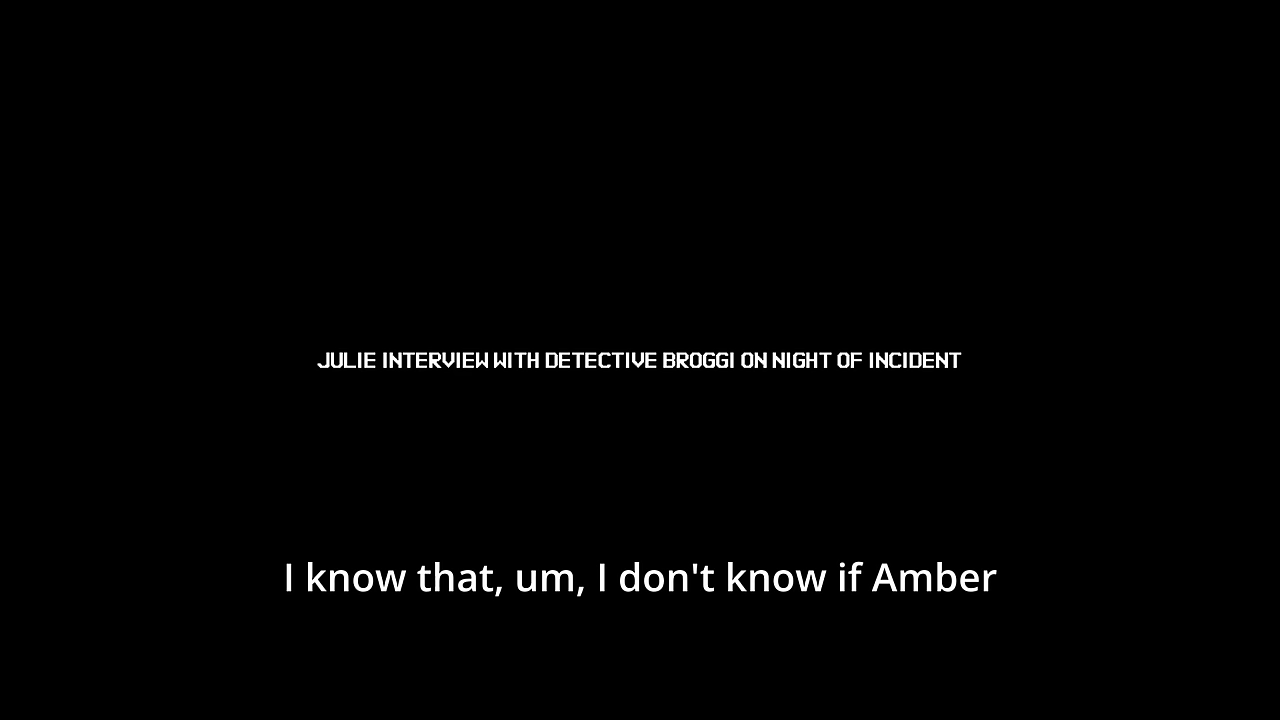 JULIE INTERVIEW WITH DETECTIVE BROGGI ON NIGHT OF INCIDENT
I know that, um, I don't know if Amber